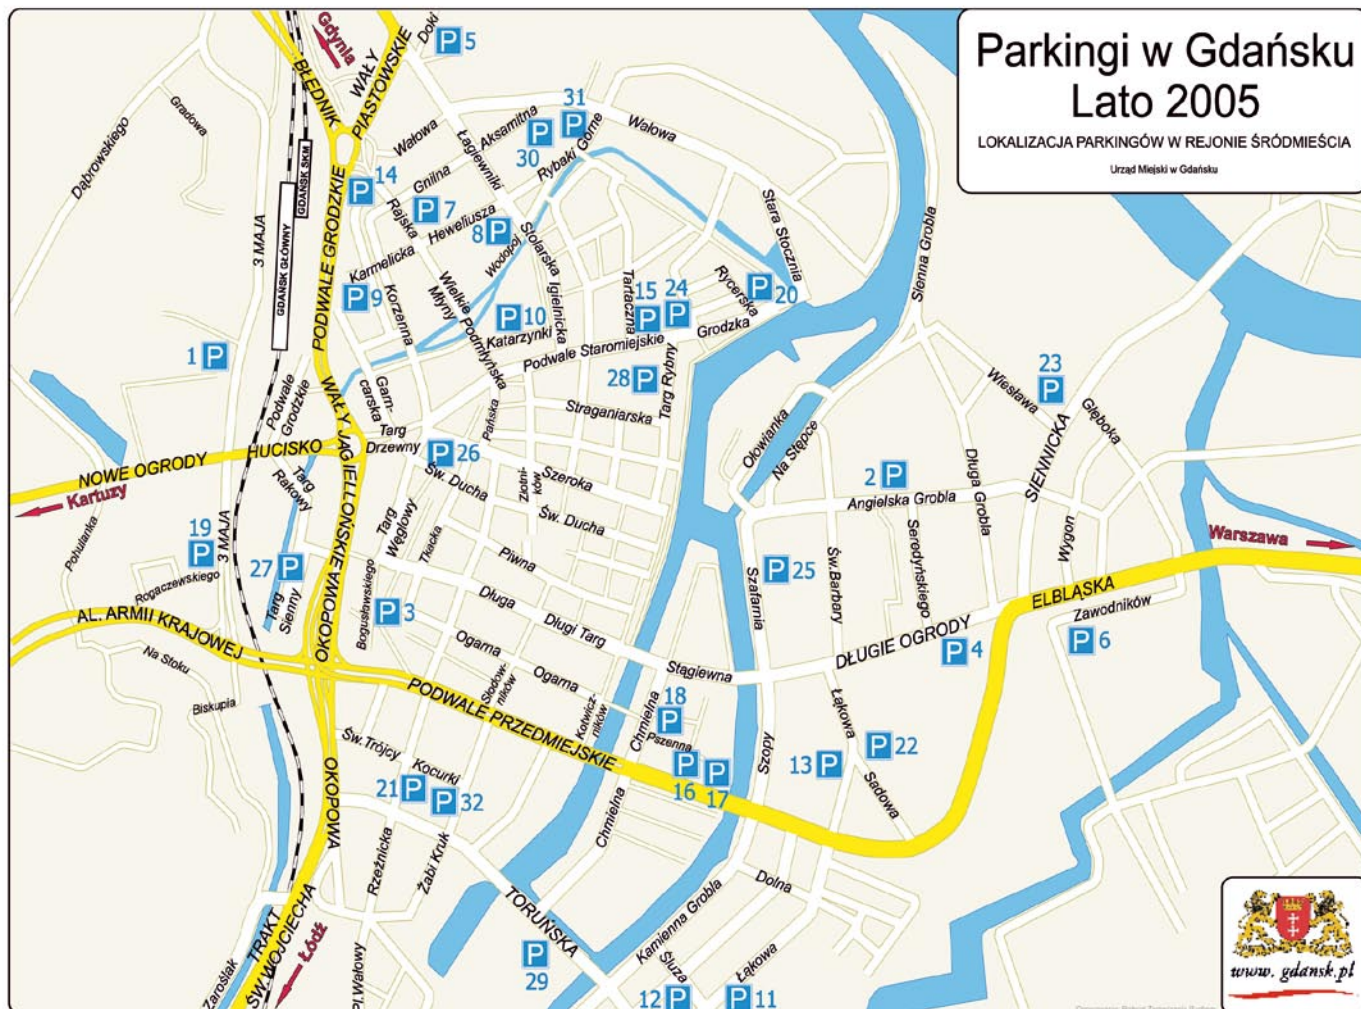 Parkingi w Gdańsku
Lato 2005
LOKALIZACJA PARKINGÓW W REJONIE ŚRÓDMIEŚCIA
Urząd Miejski w Gdańsku
Gdynia
BŁĘDNIK
WAŁY
PIASTOWSKIE
Doki
P 5
Gradowa
Dąbrowskiego
GDAŃSK SKM
GDAŃSK GŁÓWNY
3 MAJA
PODWALE GRODZKIE
Wałowa
Łagiewniki
Aksamitna
P 30
31 P
Rybaki Górne
Wałowa
Gnilna
14 P
P 7
Rajska
Heweliusza
8 P
Karmelicka
P 9
Wodopój
Stolarska
Igielnicka
Stara Stocznia
Sienna Grobla
Korzenna
Wielkie
Młyny
Podmłyńska
P 10
Katarzynki
Tartaczna
15 P
24 P
Rycerska
P 20
Grodzka
Podwale Staromiejskie
1 P
28 P
Targ Rybny
Podwale
Grodzkie
WAŁY JAGIELLOŃSKIE
Garn-
carska
Pańska
Straganiarska
Targ
Drzewny
P 26
Ołowianka
Na Stępce
Wiesława
23 P
Głęboka
SIENNICKA
NOWE OGRODY
HUCISKO
Kartuzy
Targ
Rakowy
Św. Ducha
Złotni-
ków
Szeroka
Św. Ducha
2 P
Angielska Grobla
Długa Grobla
Warszawa
Pohulanka
19 P
3 MAJA
Targ
Węglowy
Tkacka
Piwna
Seredyńskiego
Wygon
Rogaczewskiego
27 P
Targ
Sienny
OKOPOWA
Bogusławskiego
P 3
Długa
Długi Targ
Szafarnia
P 25
Św.Barbary
ELBLĄSKA
Zawodników
P 6
AL. ARMII KRAJOWEJ
Na Stoku
Biskupia
Ogarna
Ogarna
Słodow-
ników
Stągiewna
DŁUGIE OGRODY
P 4
PODWALE PRZEDMIEJSKIE
Kotwicz-
ników
Chmielna
18 P
Pszenna
Łąkowa
Św.Trójcy
Kocurki
P 16
P 17
Szopy
13 P
P 22
Sadowa
21 P
P 32
OKOPOWA
Rzeźnicka
Żabi Kruk
Chmielna
TORUŃSKA
Kamienna Grobla
Dolna
TRAKT
ŚW.WOJCIECHA
Łódź
Zaroślak
Pl.Wałowy
P 29
Śluza
Łąkowa
12 P
P 11
www.gdansk.pl